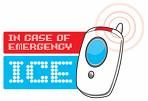 IN CASE OF
EMERGENCY
ICE